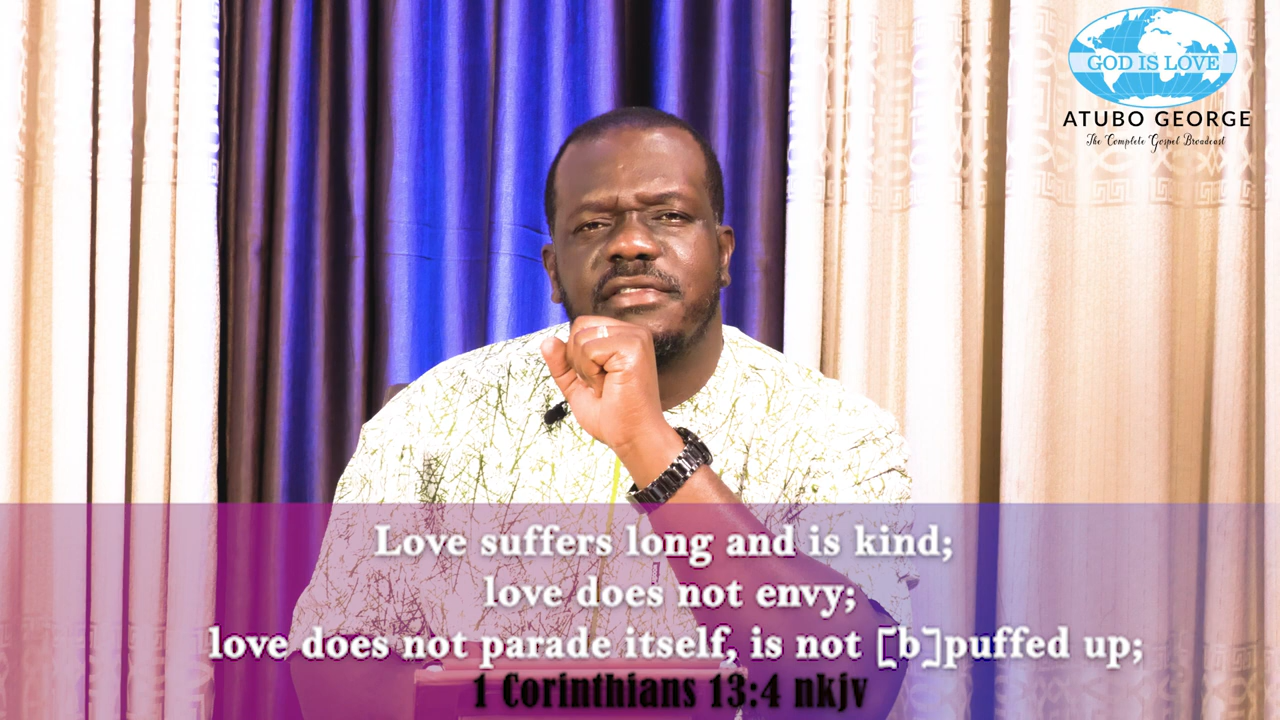 GOD IS LOVE
ATUBO GEORGE
The Complete Gospel Broadcast
Love suffers long and is kind;
love does not envy;
love does not parade itself, is not [b]puffed up;
1 Corinthians 13:4 nkjv